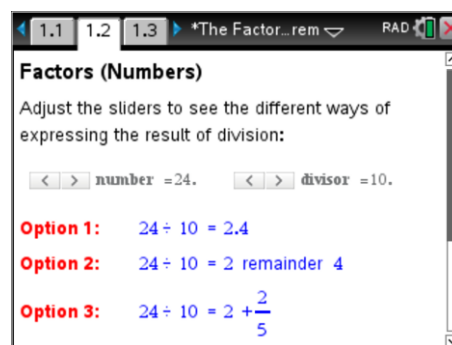 1.1 1.2 1.3 *The Factor...rem RAD
Factors (Numbers)
Adjust the sliders to see the different ways of
expressing the result of division:
< > number =24. < > divisor =10.
Option 1: 24÷ 10 = 2.4
Option 2: 24÷ 10 = 2 remainder 4
Option 3: 24÷ 10 = 2 +2/5